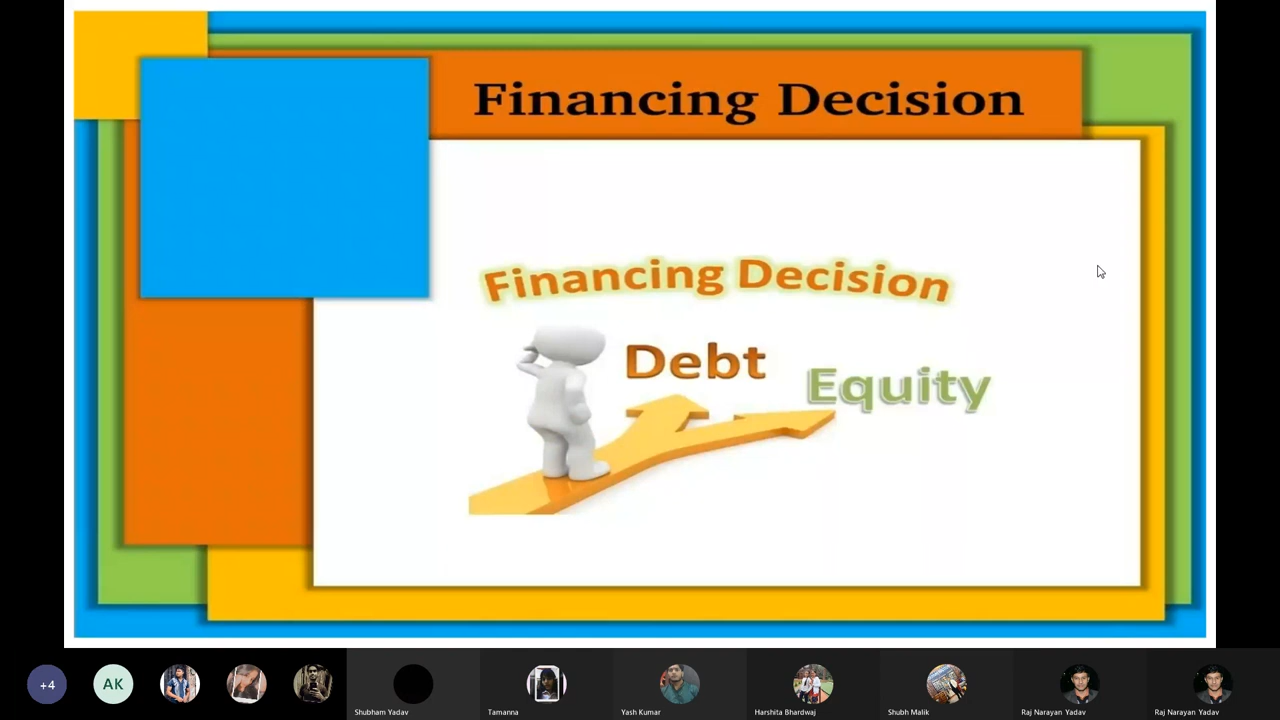 Financing Decision
Financing Decision
Debt
Equity
+4
AK
Shubham Yadav
Tamanna
Yash Kumar
Harshita Bhardwaj
Shubh Malik
Raj Narayan Yadav
Raj Narayan Yadav